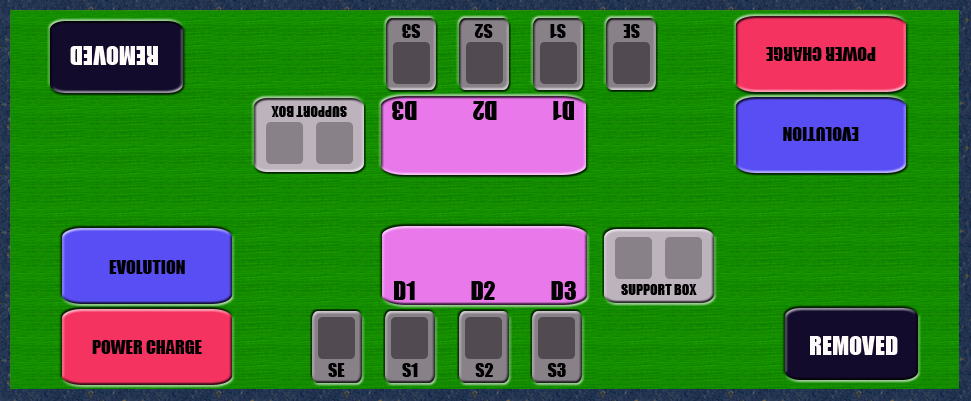 REMOVED
S3
S2
S1
SE
POWER CHARGE
SUPPORT BOX
D3
D2
D1
EVOLUTION
EVOLUTION
D1
D2
D3
SUPPORT BOX
POWER CHARGE
SE
S1
S2
S3
REMOVED